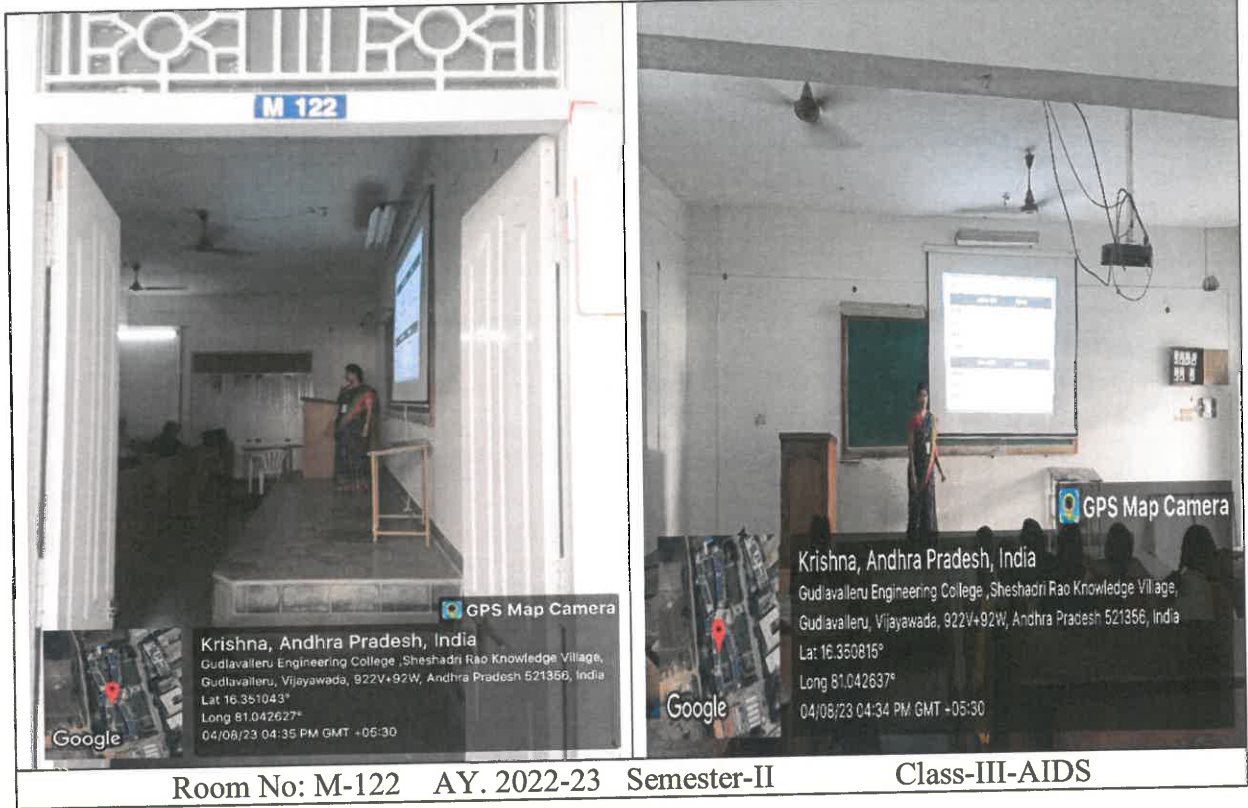 M 122
GPS Map Camera
Krishna, Andhra Pradesh, India
Gudlavalleru Engineering College ,Sheshadri Rao Knowledge Village,
Gudlavalleru, Vijayawada, 922V+92W, Andhra Pradesh 521356, India
Lat 16.351043°
Long 81.042627°
04/08/23 04:35 PM GMT +05:30
Google
GPS Map Camera
Krishna, Andhra Pradesh, India
Gudlavalleru Engineering College ,Sheshadri Rao Knowledge Village,
Gudlavalleru, Vijayawada, 922V+92W, Andhra Pradesh 521356, India
Lat 16.350815°
Long 81.042637°
04/08/23 04:34 PM GMT +05:30
Google
Room No: M-122 AY. 2022-23 Semester-II Class-III-AIDS